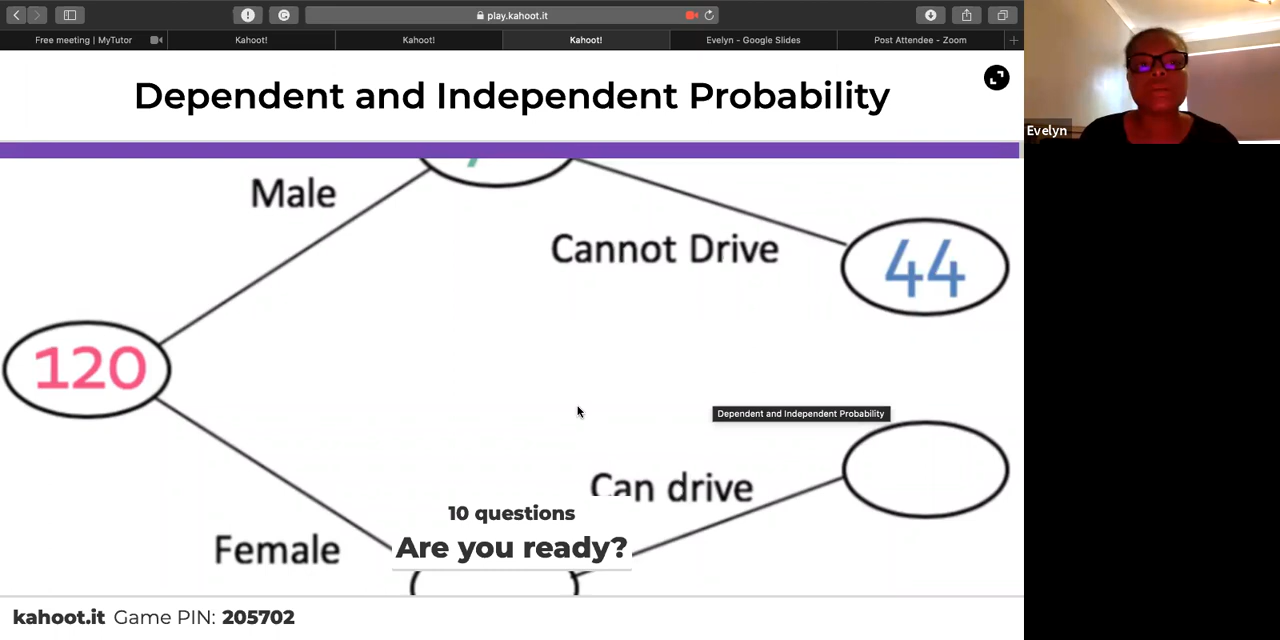 play.kahoot.it
Free meeting | MyTutor
Kahoot!
Kahoot!
Kahoot!
Evelyn - Google Slides
Post Attendee - Zoom
Dependent and Independent Probability
Evelyn
Male
Cannot Drive
44
120
Dependent and Independent Probability
Can drive
10 questions
Are you ready?
Female
kahoot.it Game PIN: 205702